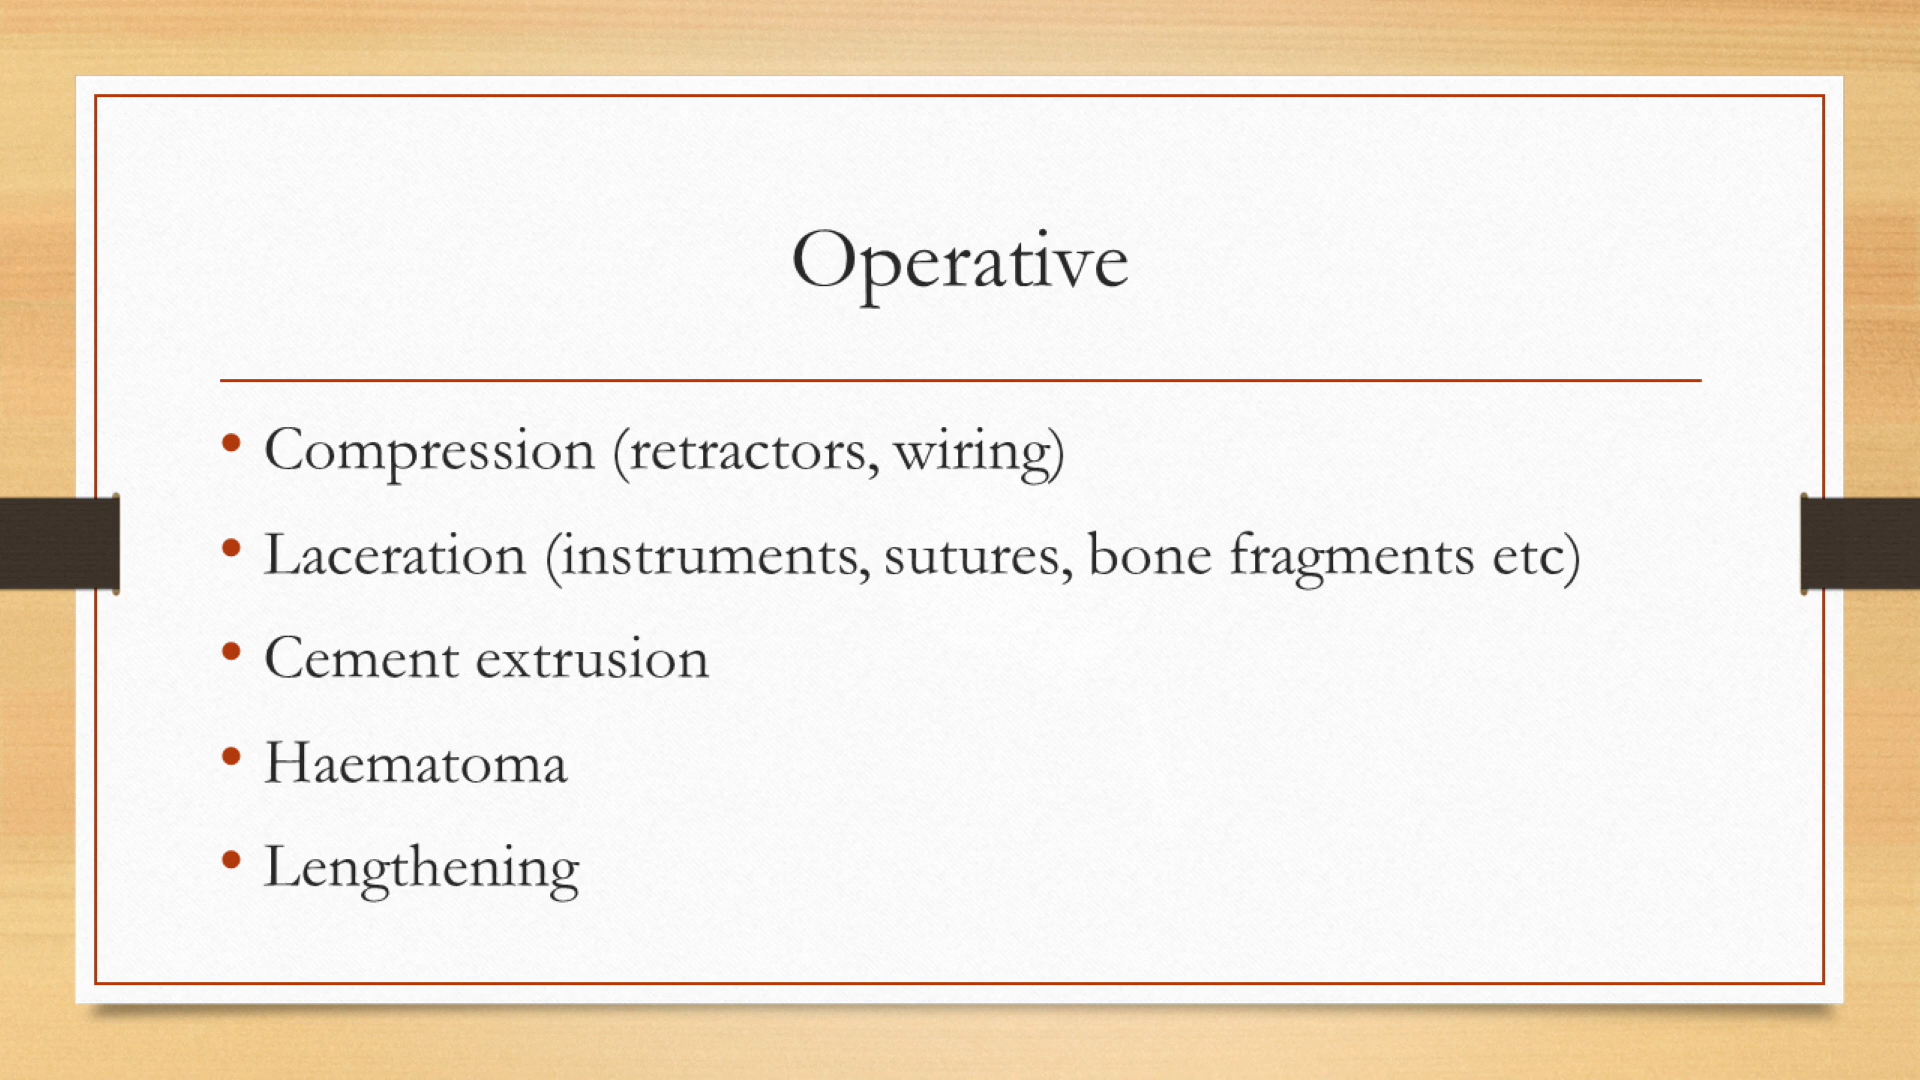 Operative
• Compression (retractors, wiring)
• Laceration (instruments, sutures, bone fragments etc)
• Cement extrusion
• Haematoma
• Lengthening